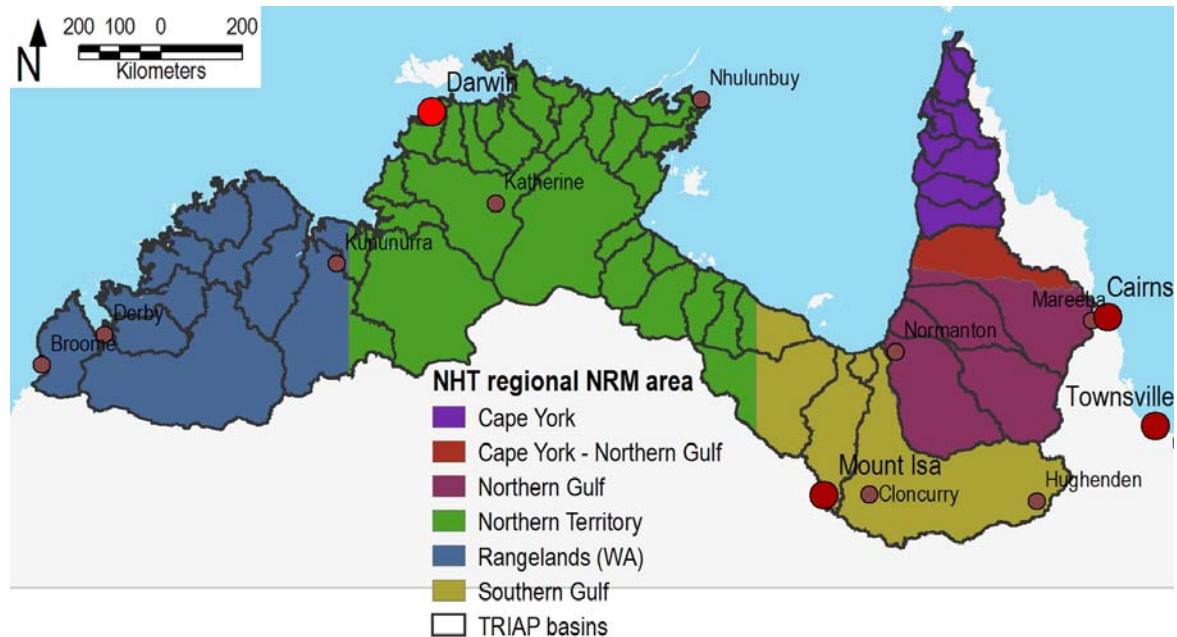 200 100 0 200
N
Kilometers
Darwin
Nhulunbuy
Katherine
Kununurra
Derby
Broome
Mareeba
Cairns
Normanton
Townsville
Mount Isa
Cloncurry
Hughenden
NHT regional NRM area
Cape York
Cape York - Northern Gulf
Northern Gulf
Northern Territory
Rangelands (WA)
Southern Gulf
TRIAP basins